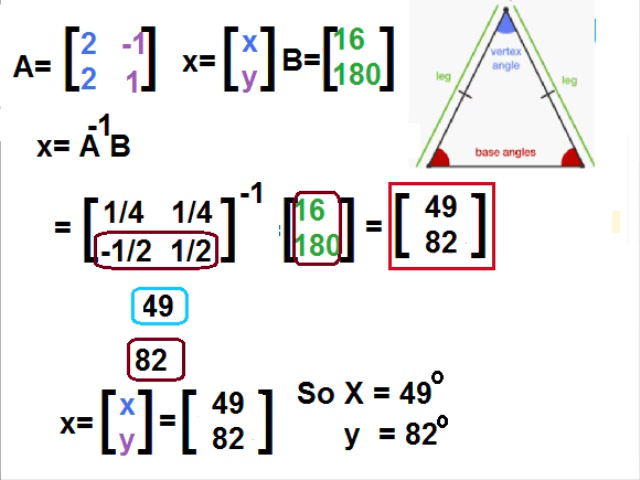 A= [2 -1 2 1] x= [x y] B= [16 180]
vertex angle
leg leg
base angles
x= A⁻¹ B
= [1/4 1/4 -1/2 1/2]⁻¹ [16 180] = [49 82]
49
82
x= [x y] = [49 82]
So X = 49°
y = 82°